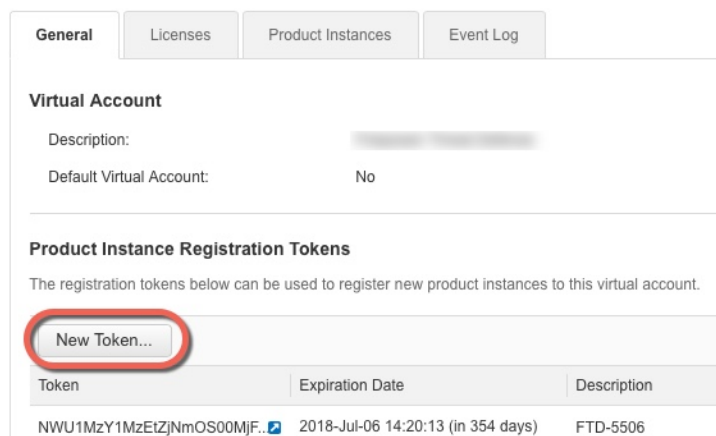 General Licenses Product Instances Event Log
Virtual Account
Description:
Default Virtual Account: No
Product Instance Registration Tokens
The registration tokens below can be used to register new product instances to this virtual account.
New Token...
Token Expiration Date Description
NWU1MzY1MzEtZjNmOS00MjF... 2018-Jul-06 14:20:13 (in 354 days) FTD-5506